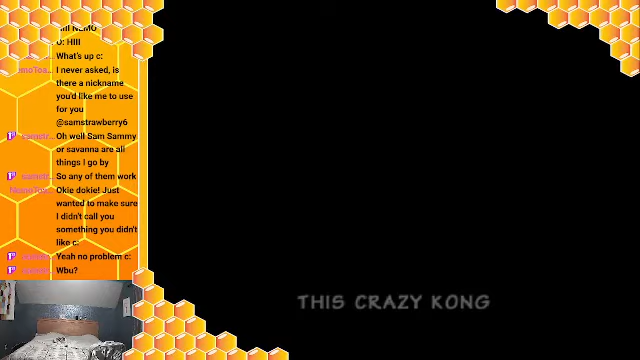 NEMO
O: HIII
What's up c:
I never asked, is
there a nickname
you'd like me to use
for you
@samstrawberry6
Oh well Sam Sammy
or savanna are all
things I go by
So any of them work
Okie dokie! Just
wanted to make sure
I didn't call you
something you didn't
like c:
Yeah no problem c:
Wbu?
THIS CRAZY KONG